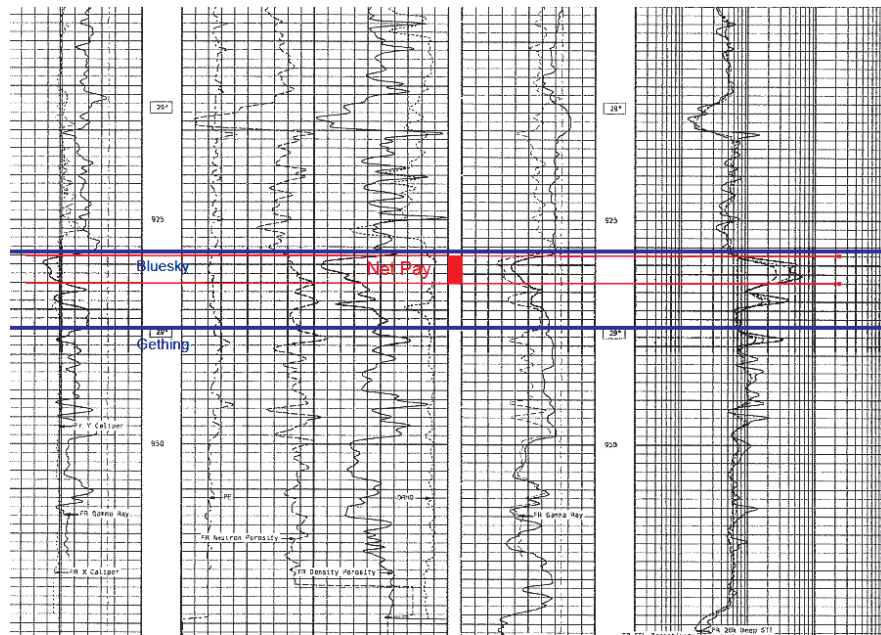 925
925
Bluesky
Net Pay
Gething
FR Y Caliper
950
950
PE
DRHO
FR Gamma Ray
FR Gamma Ray
FR Neutron Porosity
FR X Caliper
FR Density Porosity